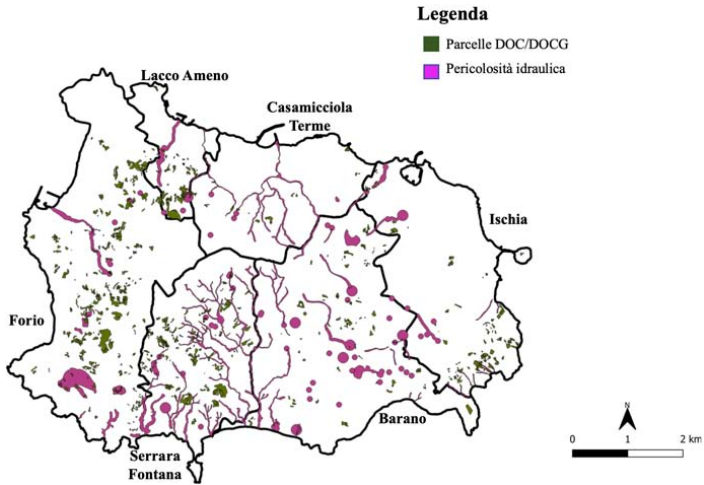 Legenda
Parcelle DOC/DOCG
Pericolosità idraulica
Lacco Ameno
Casamicciola
Terme
Ischia
Forio
Barano
Serrara
Fontana
N
0 1 2 km